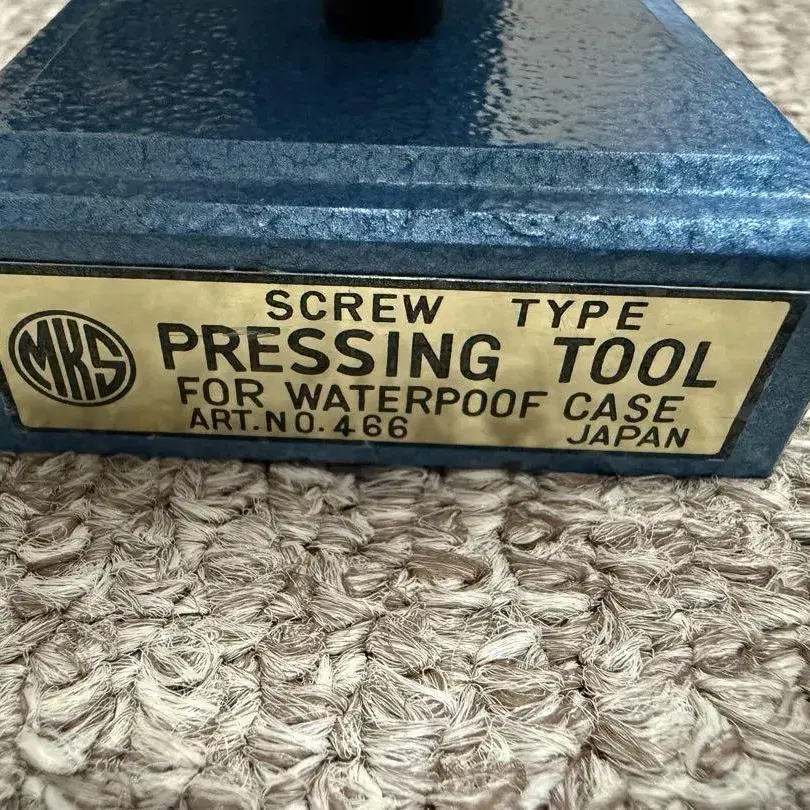 MKS
SCREW TYPE
PRESSING TOOL
FOR WATERPOOF CASE
ART.NO.466 JAPAN